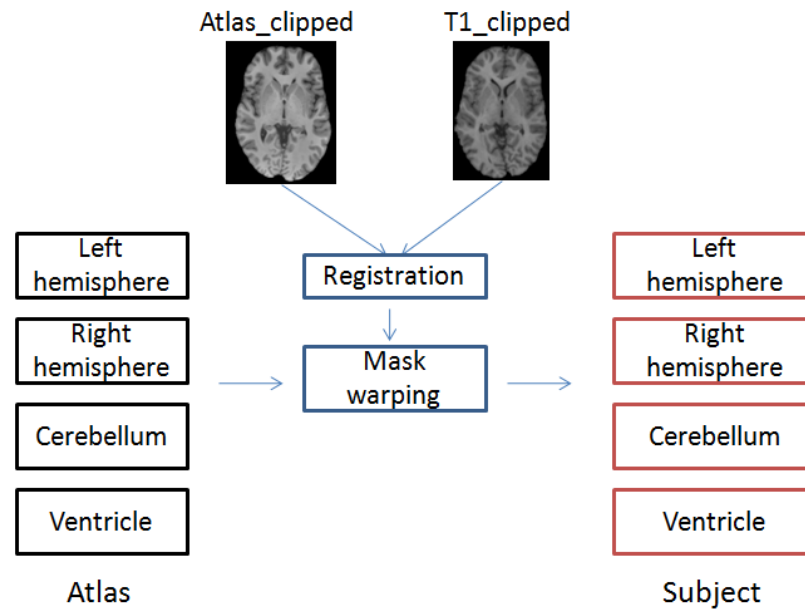 Atlas_clipped
T1_clipped
Registration
Mask
warping
Left
hemisphere
Right
hemisphere
Cerebellum
Ventricle
Atlas
Left
hemisphere
Right
hemisphere
Cerebellum
Ventricle
Subject